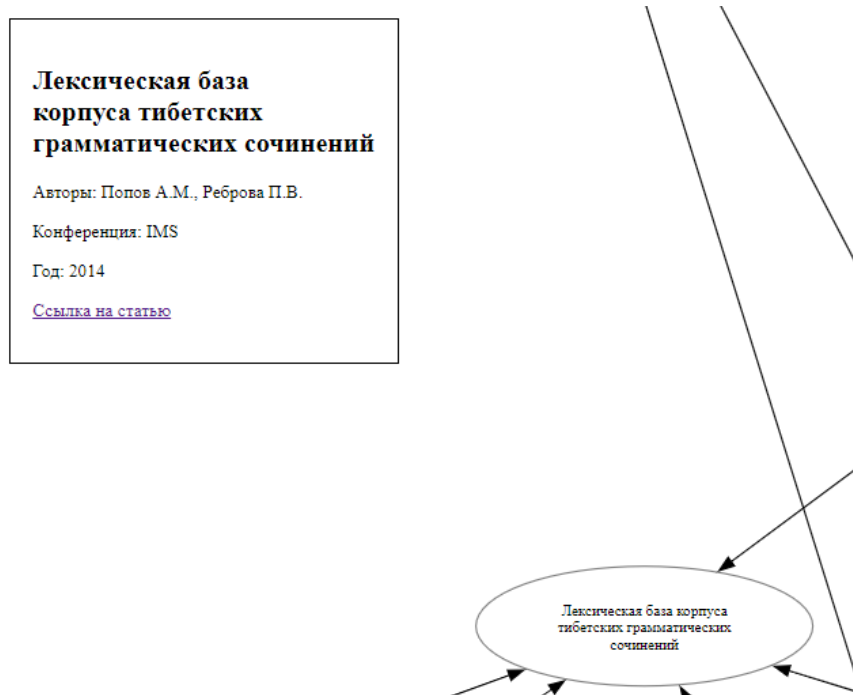 Лексическая база
корпуса тибетских
грамматических сочинений
Авторы: Попов А.М., Реброва П.В.
Конференция: IMS
Год: 2014
Ссылка на статью
Лексическая база корпуса
тибетских грамматических
сочинений